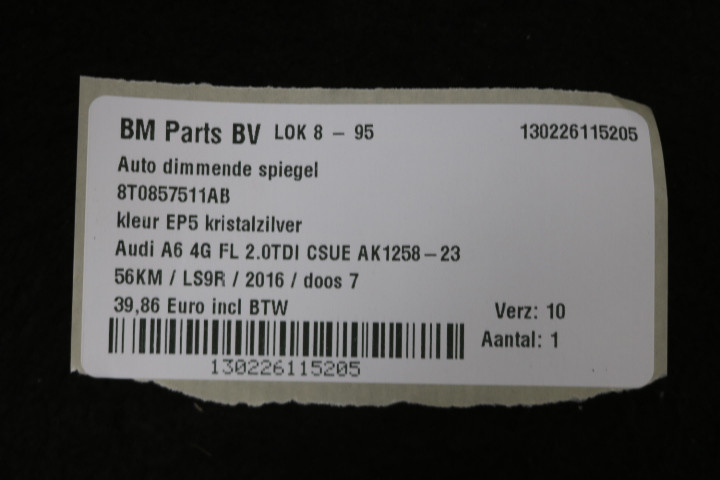 BM Parts BV LOK 8 - 95 130226115205
Auto dimmende spiegel
8T0857511AB
kleur EP5 kristalzilver
Audi A6 4G FL 2.0TDI CSUE AK1258-23
56KM / LS9R / 2016 / doos 7
39,86 Euro incl BTW Verz: 10
Aantal: 1
130226115205